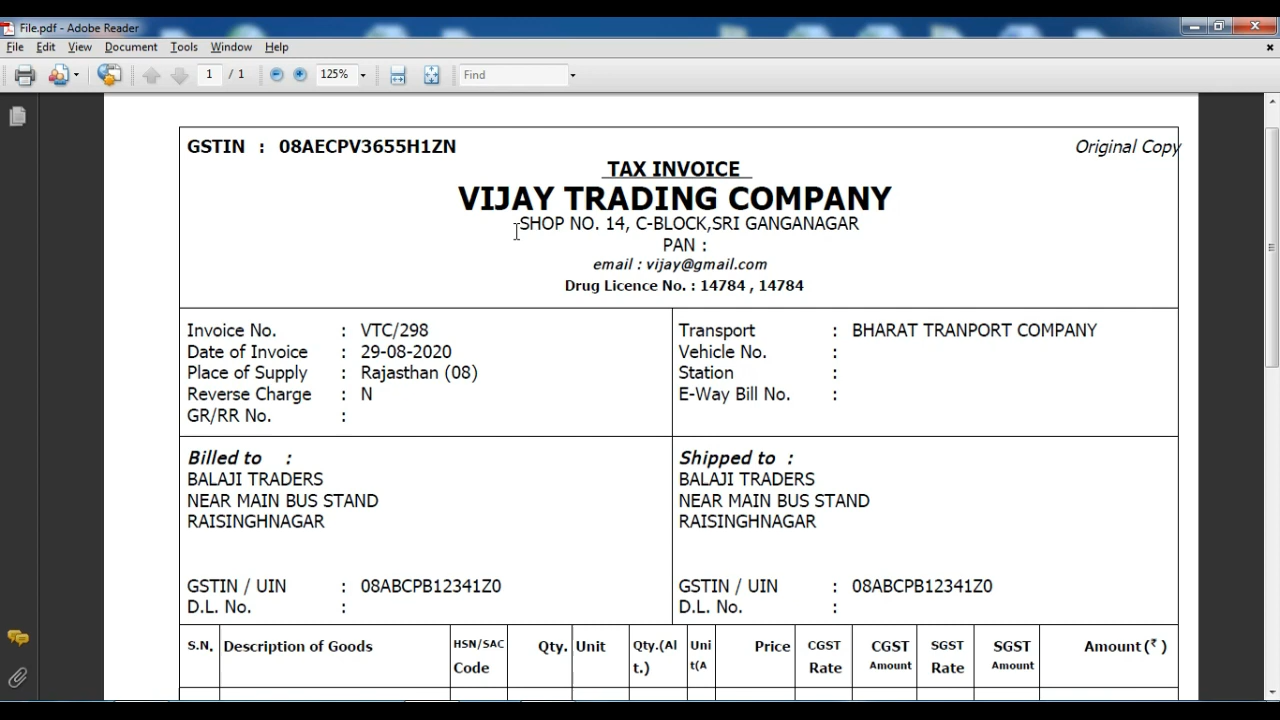 File.pdf - Adobe Reader
File Edit View Document Tools Window Help
1 / 1 125% Find
GSTIN : 08AECPV3655H1ZN Original Copy
TAX INVOICE
VIJAY TRADING COMPANY
SHOP NO. 14, C-BLOCK,SRI GANGANAGAR
PAN :
email : vijay@gmail.com
Drug Licence No. : 14784 , 14784
Invoice No. : VTC/298
Date of Invoice : 29-08-2020
Place of Supply : Rajasthan (08)
Reverse Charge : N
GR/RR No. :
Transport : BHARAT TRANPORT COMPANY
Vehicle No. :
Station :
E-Way Bill No. :
Billed to :
BALAJI TRADERS
NEAR MAIN BUS STAND
RAISINGHNAGAR
GSTIN / UIN : 08ABCPB12341Z0
D.L. No. :
Shipped to :
BALAJI TRADERS
NEAR MAIN BUS STAND
RAISINGHNAGAR
GSTIN / UIN : 08ABCPB12341Z0
D.L. No. :
S.N. Description of Goods HSN/SAC Qty. Unit Qty.(Al Uni Price CGST CGST SGST SGST Amount(₹ )
Code t.) t(A Rate Amount Rate Amount